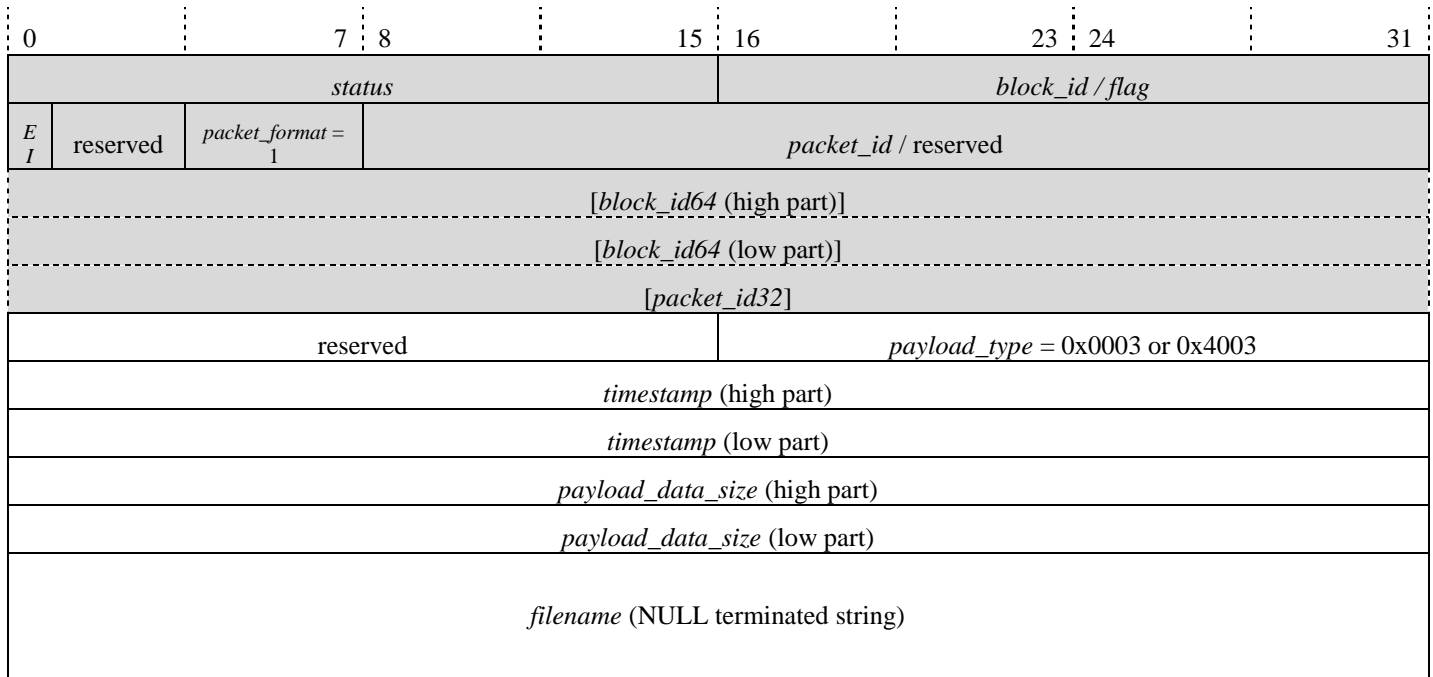 0 7 8 15 16 23 24 31
status block_id / flag
E
I reserved packet_format =
1 packet_id / reserved
[block_id64 (high part)]
[block_id64 (low part)]
[packet_id32]
reserved payload_type = 0x0003 or 0x4003
timestamp (high part)
timestamp (low part)
payload_data_size (high part)
payload_data_size (low part)
filename (NULL terminated string)